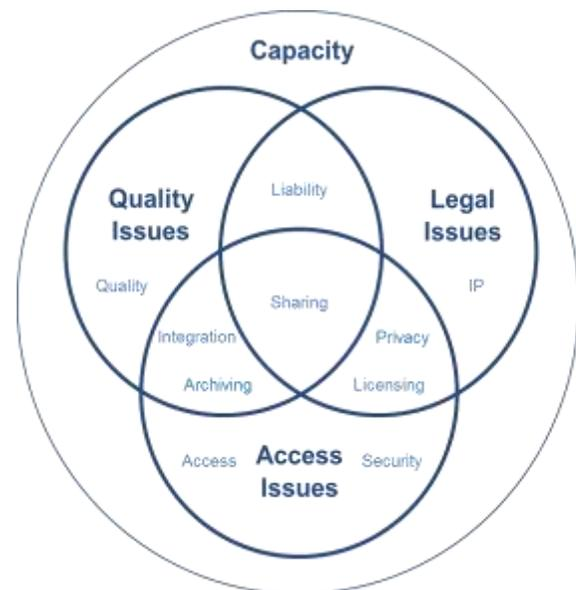 Capacity
Liability
Quality
Issues
Legal
Issues
Quality
IP
Sharing
Integration
Privacy
Archiving
Licensing
Access
Access
Issues
Security